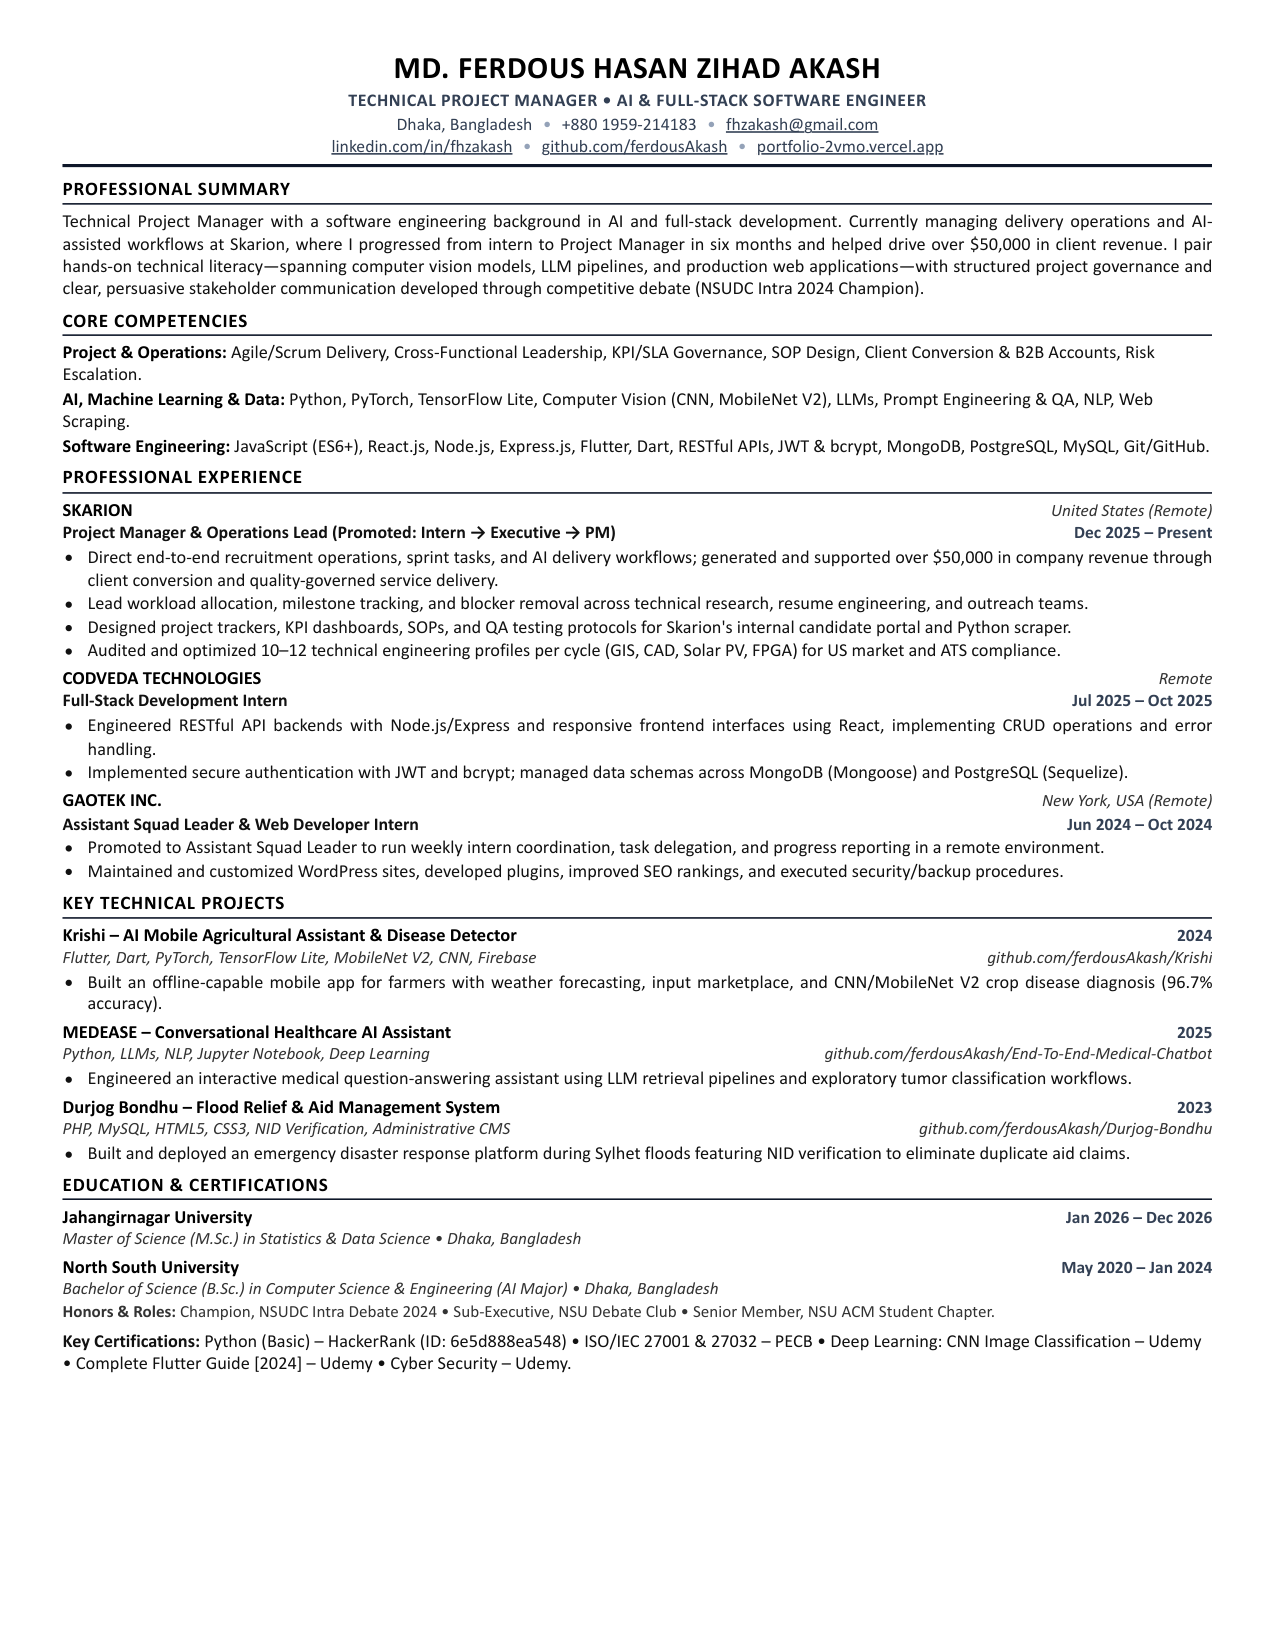 MD. FERDOUS HASAN ZIHAD AKASH
TECHNICAL PROJECT MANAGER • AI & FULL-STACK SOFTWARE ENGINEER
Dhaka, Bangladesh • +880 1959-214183 • fhzakash@gmail.com
linkedin.com/in/fhzakash • github.com/ferdousAkash • portfolio-2vmo.vercel.app
PROFESSIONAL SUMMARY
Technical Project Manager with a software engineering background in AI and full-stack development. Currently managing delivery operations and AI-
assisted workflows at Skarion, where I progressed from intern to Project Manager in six months and helped drive over $50,000 in client revenue. I pair
hands-on technical literacy—spanning computer vision models, LLM pipelines, and production web applications—with structured project governance and
clear, persuasive stakeholder communication developed through competitive debate (NSUDC Intra 2024 Champion).
CORE COMPETENCIES
Project & Operations: Agile/Scrum Delivery, Cross-Functional Leadership, KPI/SLA Governance, SOP Design, Client Conversion & B2B Accounts, Risk
Escalation.
AI, Machine Learning & Data: Python, PyTorch, TensorFlow Lite, Computer Vision (CNN, MobileNet V2), LLMs, Prompt Engineering & QA, NLP, Web
Scraping.
Software Engineering: JavaScript (ES6+), React.js, Node.js, Express.js, Flutter, Dart, RESTful APIs, JWT & bcrypt, MongoDB, PostgreSQL, MySQL, Git/GitHub.
PROFESSIONAL EXPERIENCE
SKARION United States (Remote)
Project Manager & Operations Lead (Promoted: Intern → Executive → PM) Dec 2025 – Present
• Direct end-to-end recruitment operations, sprint tasks, and AI delivery workflows; generated and supported over $50,000 in company revenue through
client conversion and quality-governed service delivery.
• Lead workload allocation, milestone tracking, and blocker removal across technical research, resume engineering, and outreach teams.
• Designed project trackers, KPI dashboards, SOPs, and QA testing protocols for Skarion's internal candidate portal and Python scraper.
• Audited and optimized 10–12 technical engineering profiles per cycle (GIS, CAD, Solar PV, FPGA) for US market and ATS compliance.
CODVEDA TECHNOLOGIES Remote
Full-Stack Development Intern Jul 2025 – Oct 2025
• Engineered RESTful API backends with Node.js/Express and responsive frontend interfaces using React, implementing CRUD operations and error
handling.
• Implemented secure authentication with JWT and bcrypt; managed data schemas across MongoDB (Mongoose) and PostgreSQL (Sequelize).
GAOTEK INC. New York, USA (Remote)
Assistant Squad Leader & Web Developer Intern Jun 2024 – Oct 2024
• Promoted to Assistant Squad Leader to run weekly intern coordination, task delegation, and progress reporting in a remote environment.
• Maintained and customized WordPress sites, developed plugins, improved SEO rankings, and executed security/backup procedures.
KEY TECHNICAL PROJECTS
Krishi – AI Mobile Agricultural Assistant & Disease Detector 2024
Flutter, Dart, PyTorch, TensorFlow Lite, MobileNet V2, CNN, Firebase github.com/ferdousAkash/Krishi
• Built an offline-capable mobile app for farmers with weather forecasting, input marketplace, and CNN/MobileNet V2 crop disease diagnosis (96.7%
accuracy).
MEDEASE – Conversational Healthcare AI Assistant 2025
Python, LLMs, NLP, Jupyter Notebook, Deep Learning github.com/ferdousAkash/End-To-End-Medical-Chatbot
• Engineered an interactive medical question-answering assistant using LLM retrieval pipelines and exploratory tumor classification workflows.
Durjog Bondhu – Flood Relief & Aid Management System 2023
PHP, MySQL, HTML5, CSS3, NID Verification, Administrative CMS github.com/ferdousAkash/Durjog-Bondhu
• Built and deployed an emergency disaster response platform during Sylhet floods featuring NID verification to eliminate duplicate aid claims.
EDUCATION & CERTIFICATIONS
Jahangirnagar University Jan 2026 – Dec 2026
Master of Science (M.Sc.) in Statistics & Data Science • Dhaka, Bangladesh
North South University May 2020 – Jan 2024
Bachelor of Science (B.Sc.) in Computer Science & Engineering (AI Major) • Dhaka, Bangladesh
Honors & Roles: Champion, NSUDC Intra Debate 2024 • Sub-Executive, NSU Debate Club • Senior Member, NSU ACM Student Chapter.
Key Certifications: Python (Basic) – HackerRank (ID: 6e5d888ea548) • ISO/IEC 27001 & 27032 – PECB • Deep Learning: CNN Image Classification – Udemy
• Complete Flutter Guide [2024] – Udemy • Cyber Security – Udemy.